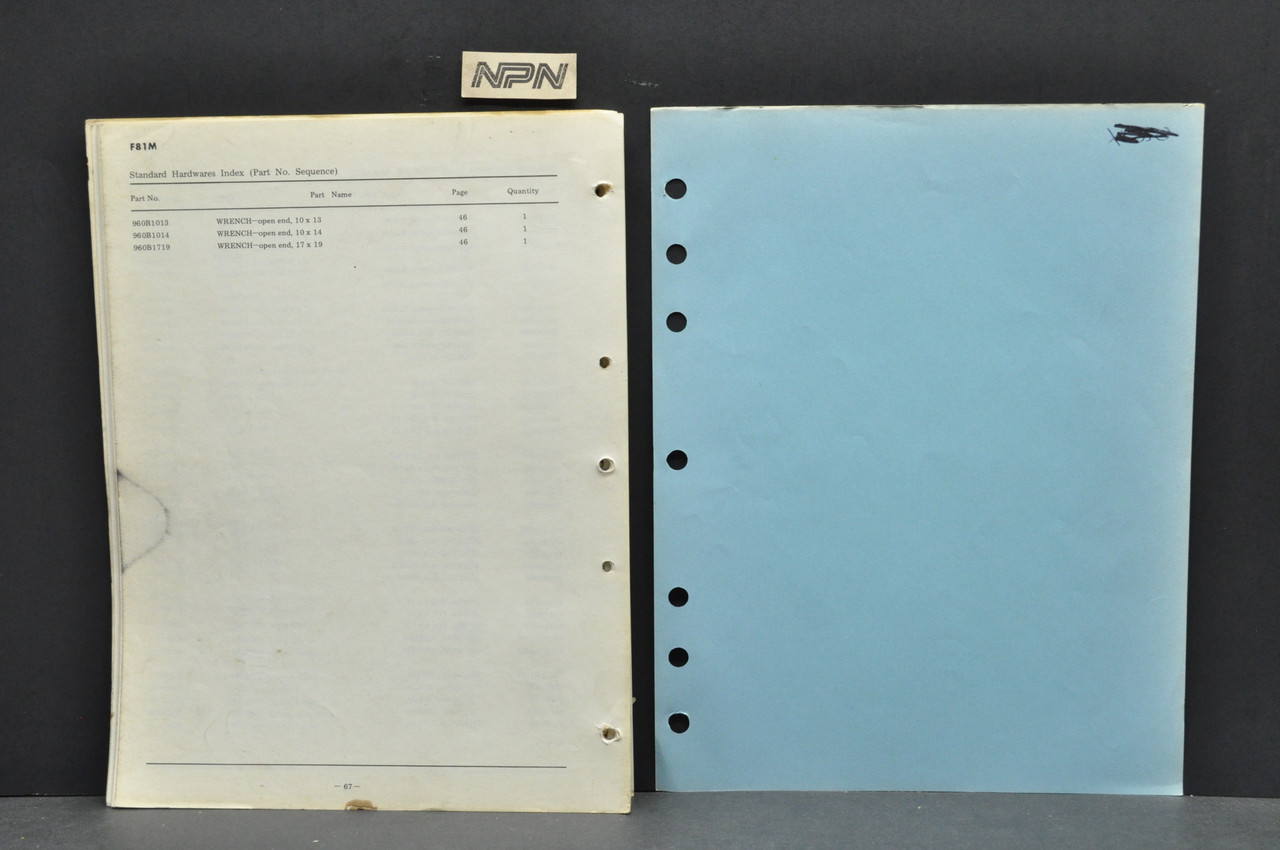 NPN
F81M
Standard Hardwares Index (Part No. Sequence)
Part No. Part Name Page Quantity
960B1013 WRENCH—open end, 10 x 13 46 1
960B1014 WRENCH—open end, 10 x 14 46 1
960B1719 WRENCH—open end, 17 x 19 46 1
— 67—